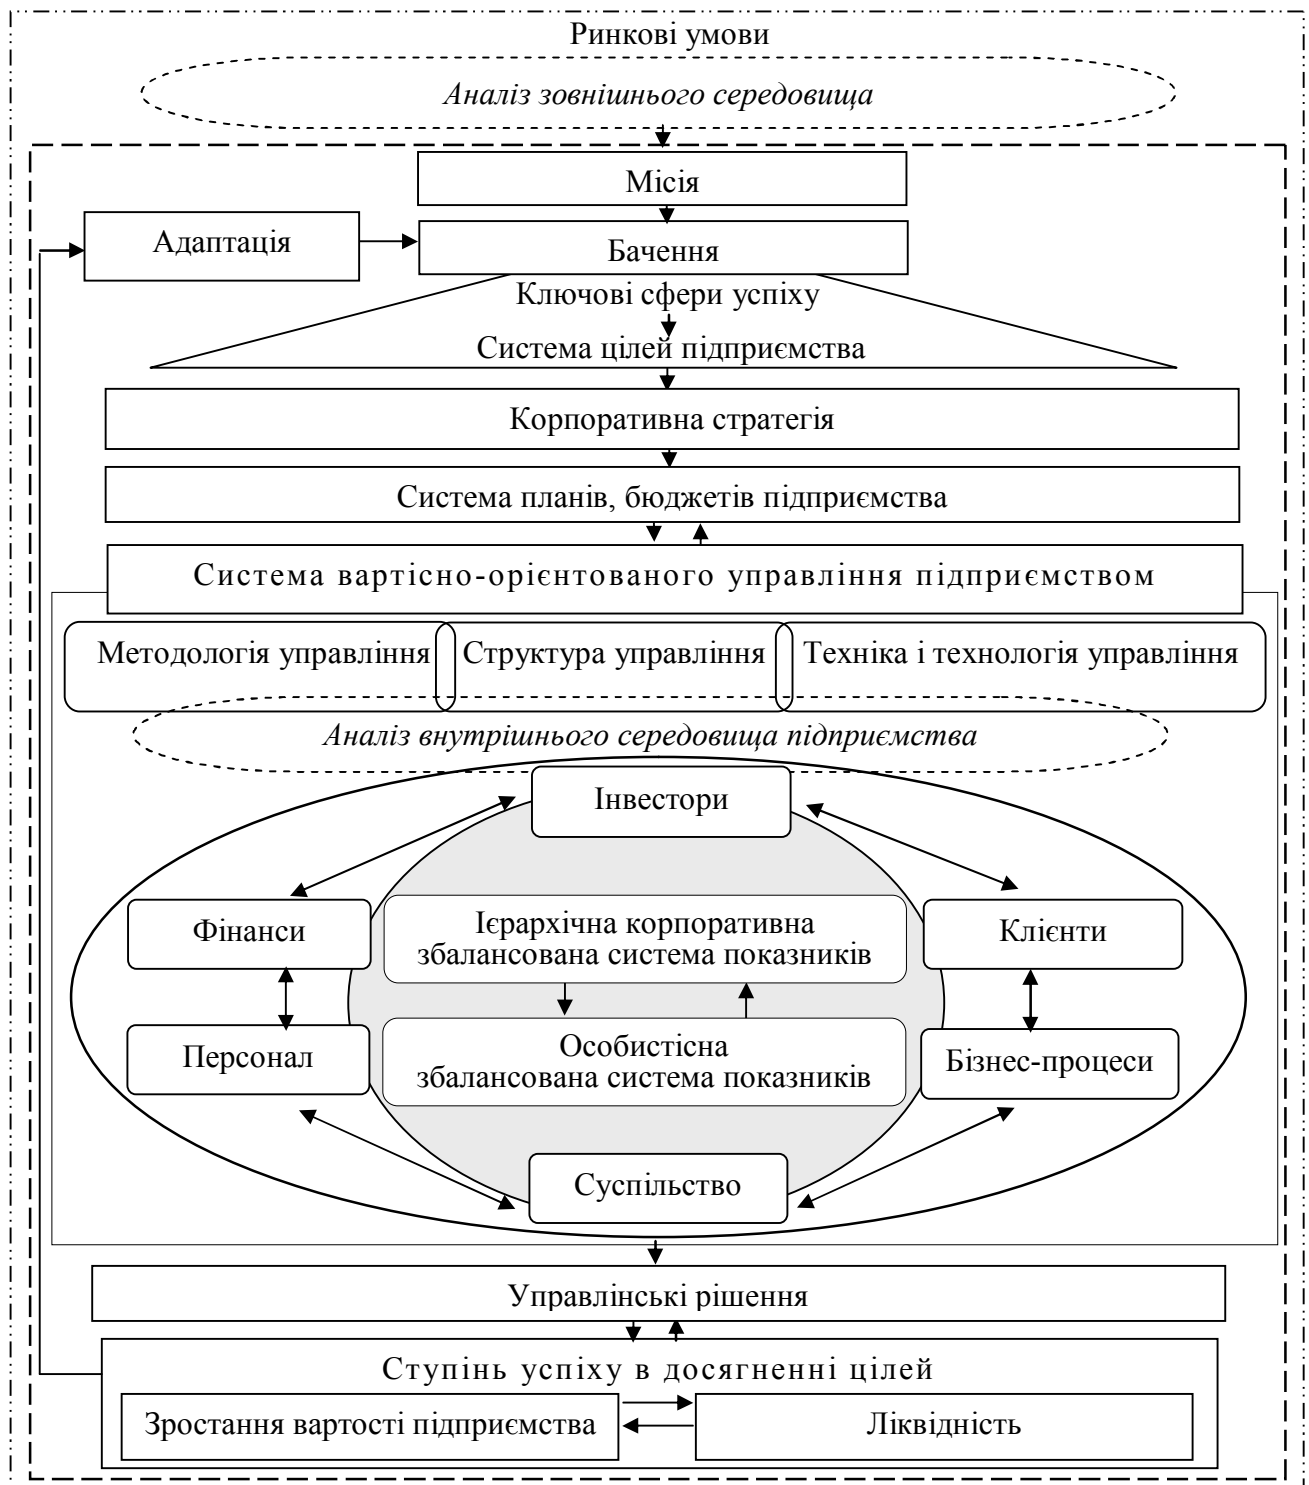 Ринкові умови
Аналіз зовнішнього середовища
Місія
Адаптація
Бачення
Ключові сфери успіху
Система цілей підприємства
Корпоративна стратегія
Система планів, бюджетів підприємства
Система вартісно-орієнтованого управління підприємством
Методологія управління
Структура управління
Техніка і технологія управління
Аналіз внутрішнього середовища підприємства
Інвестори
Фінанси
Ієрархічна корпоративна
збалансована система показників
Клієнти
Персонал
Особистісна
збалансована система показників
Бізнес-процеси
Суспільство
Управлінські рішення
Ступінь успіху в досягненні цілей
Зростання вартості підприємства
Ліквідність